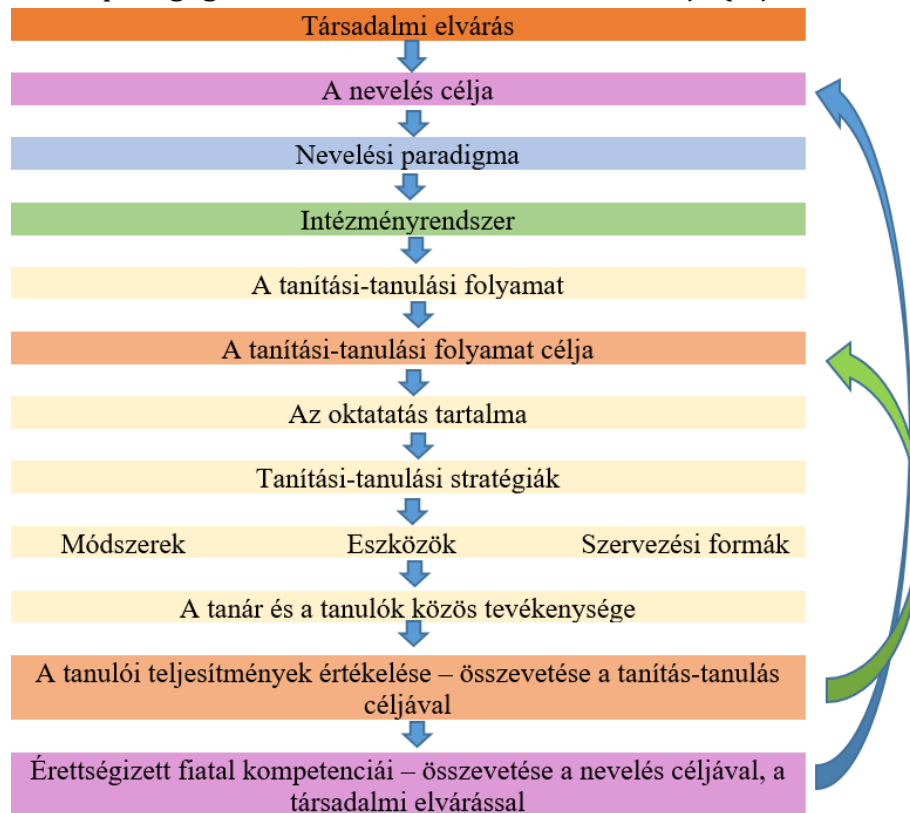 Társadalmi elvárás
A nevelés célja
Nevelési paradigma
Intézményrendszer
A tanítási-tanulási folyamat
A tanítási-tanulási folyamat célja
Az oktatatás tartalma
Tanítási-tanulási stratégiák
Módszerek Eszközök Szervezési formák
A tanár és a tanulók közös tevékenysége
A tanulói teljesítmények értékelése – összevetése a tanítás-tanulás
céljával
Érettségizett fiatal kompetenciái – összevetése a nevelés céljával, a
társadalmi elvárással